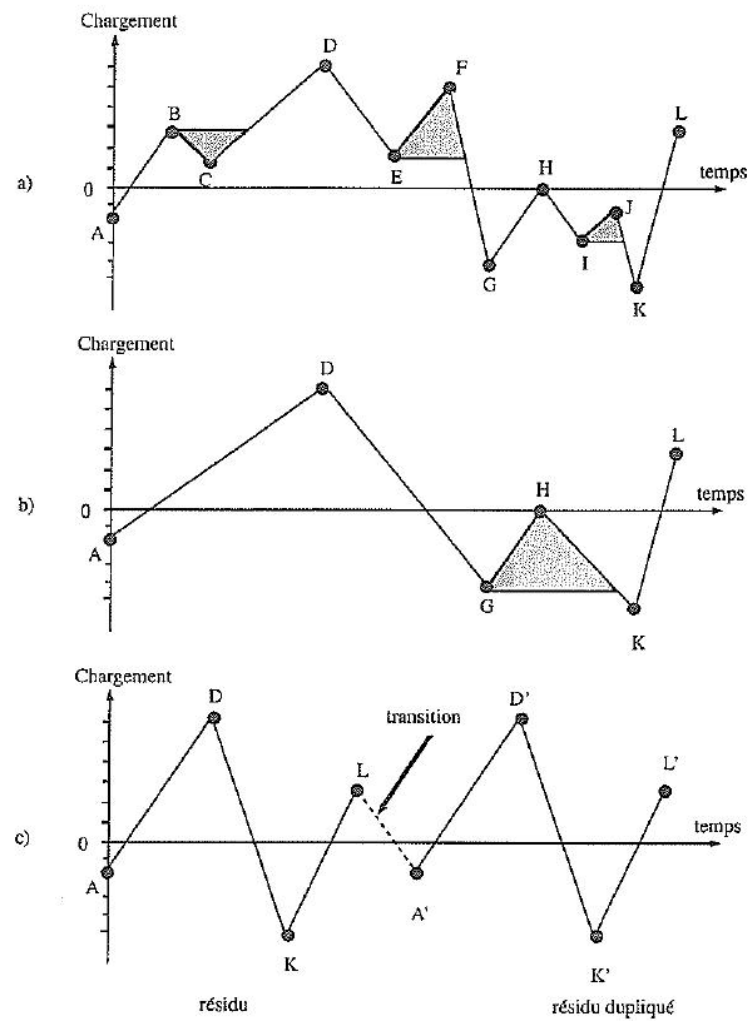 Chargement
D
F
B
L
C
E
H
temps
a)
0
J
A
I
G
K
Chargement
D
L
H
temps
b)
0
A
G
K
Chargement
D
D'
transition
L
L'
temps
c)
0
A
A'
K
K'
résidu
résidu dupliqué